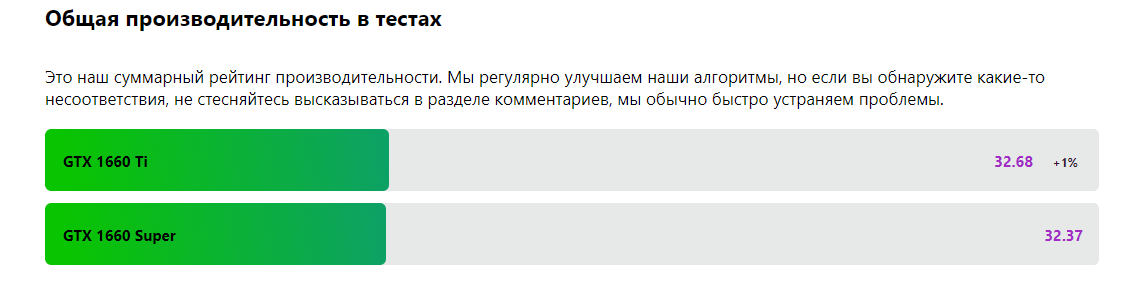 Общая производительность в тестах
Это наш суммарный рейтинг производительности. Мы регулярно улучшаем наши алгоритмы, но если вы обнаружите какие-то
несоответствия, не стесняйтесь высказываться в разделе комментариев, мы обычно быстро устраняем проблемы.
GTX 1660 Ti 32.68 +1%
GTX 1660 Super 32.37